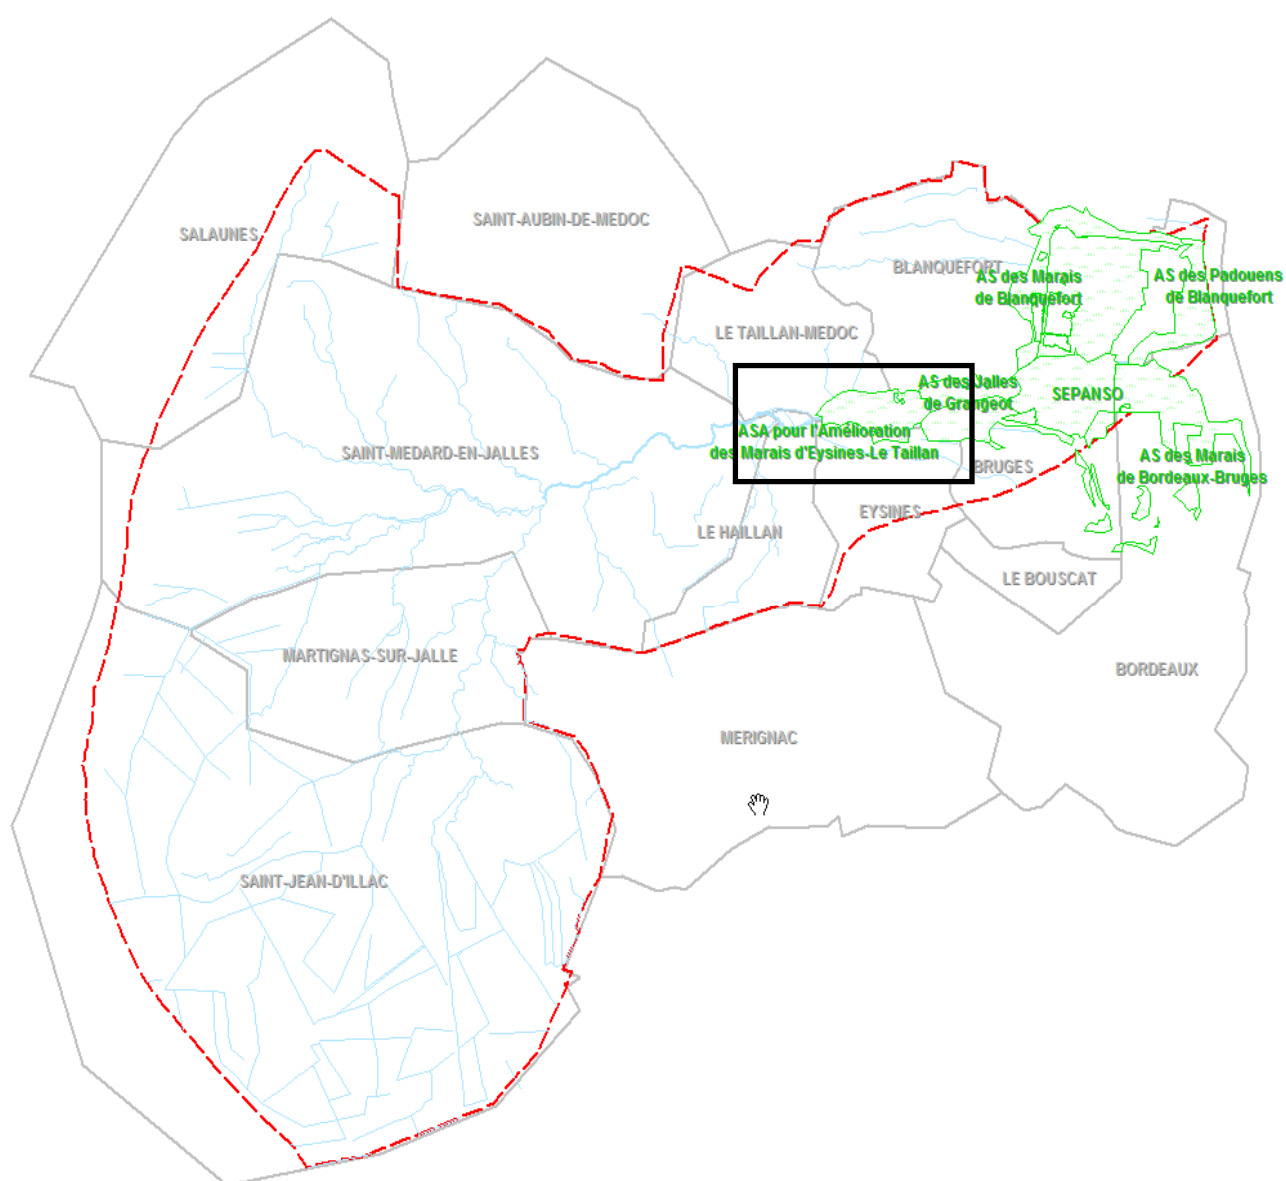 SAINT-AUBIN-DE-MEDOC
SALAUNES
BLANQUEFORT
AS des Marais
de Blanquefort
AS des Padouens
de Blanquefort
LE TAILLAN-MEDOC
AS des Jalles
de Grangeot
SEPANSO
ASA pour l'Amélioration
des Marais d'Eysines-Le Taillan
SAINT-MEDARD-EN-JALLES
BRUGES
AS des Marais
de Bordeaux-Bruges
EYSINES
LE HAILLAN
LE BOUSCAT
MARTIGNAS-SUR-JALLE
BORDEAUX
MERIGNAC
SAINT-JEAN-D'ILLAC